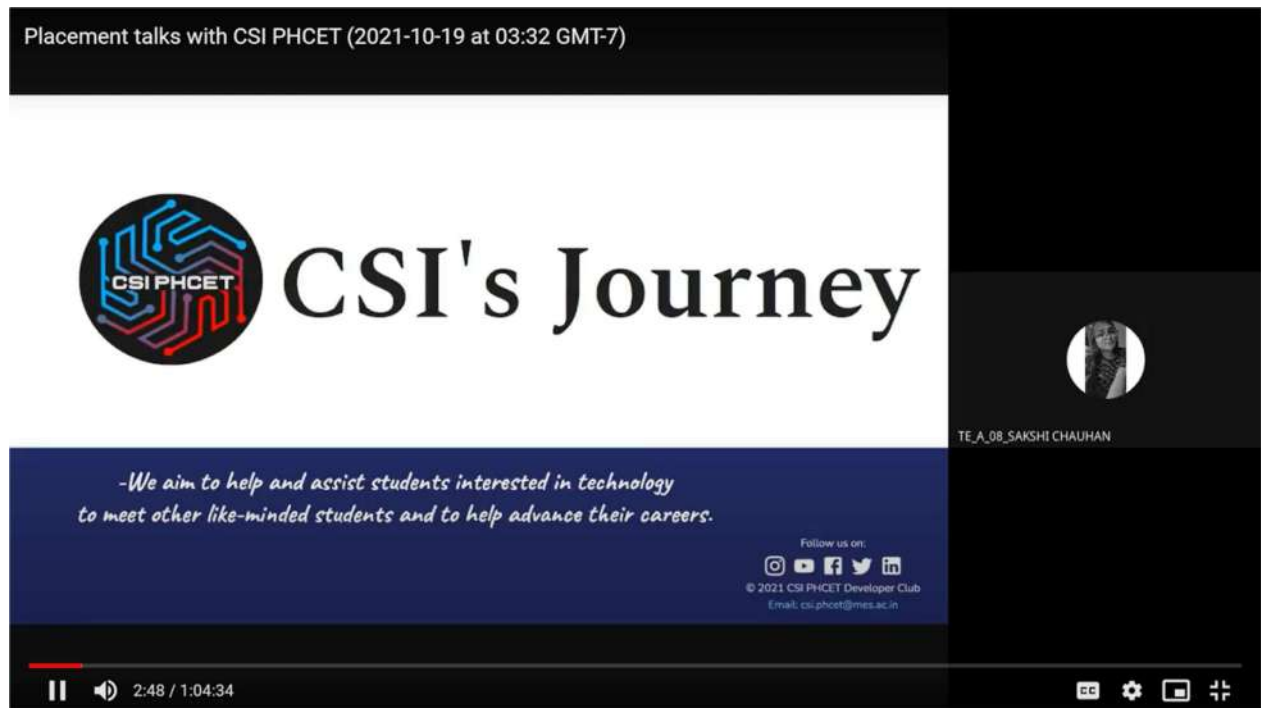 Placement talks with CSI PHCET (2021-10-19 at 03:32 GMT-7)
CSI PHCET
CSI's Journey
TE_A_08_SAKSHI CHAUHAN
-We aim to help and assist students interested in technology
to meet other like-minded students and to help advance their careers.
Follow us on:
© 2021 CSI PHCET Developer Club
Email: csi.phcet@mes.ac.in
2:48 / 1:04:34
CC